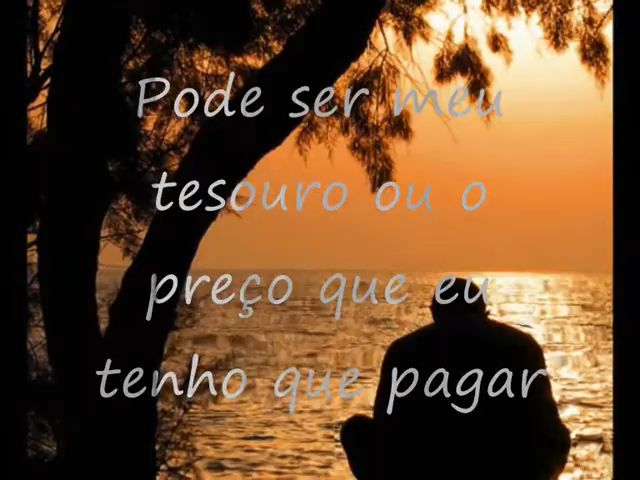 Pode ser meu
tesouro ou o
preço que eu
tenho que pagar